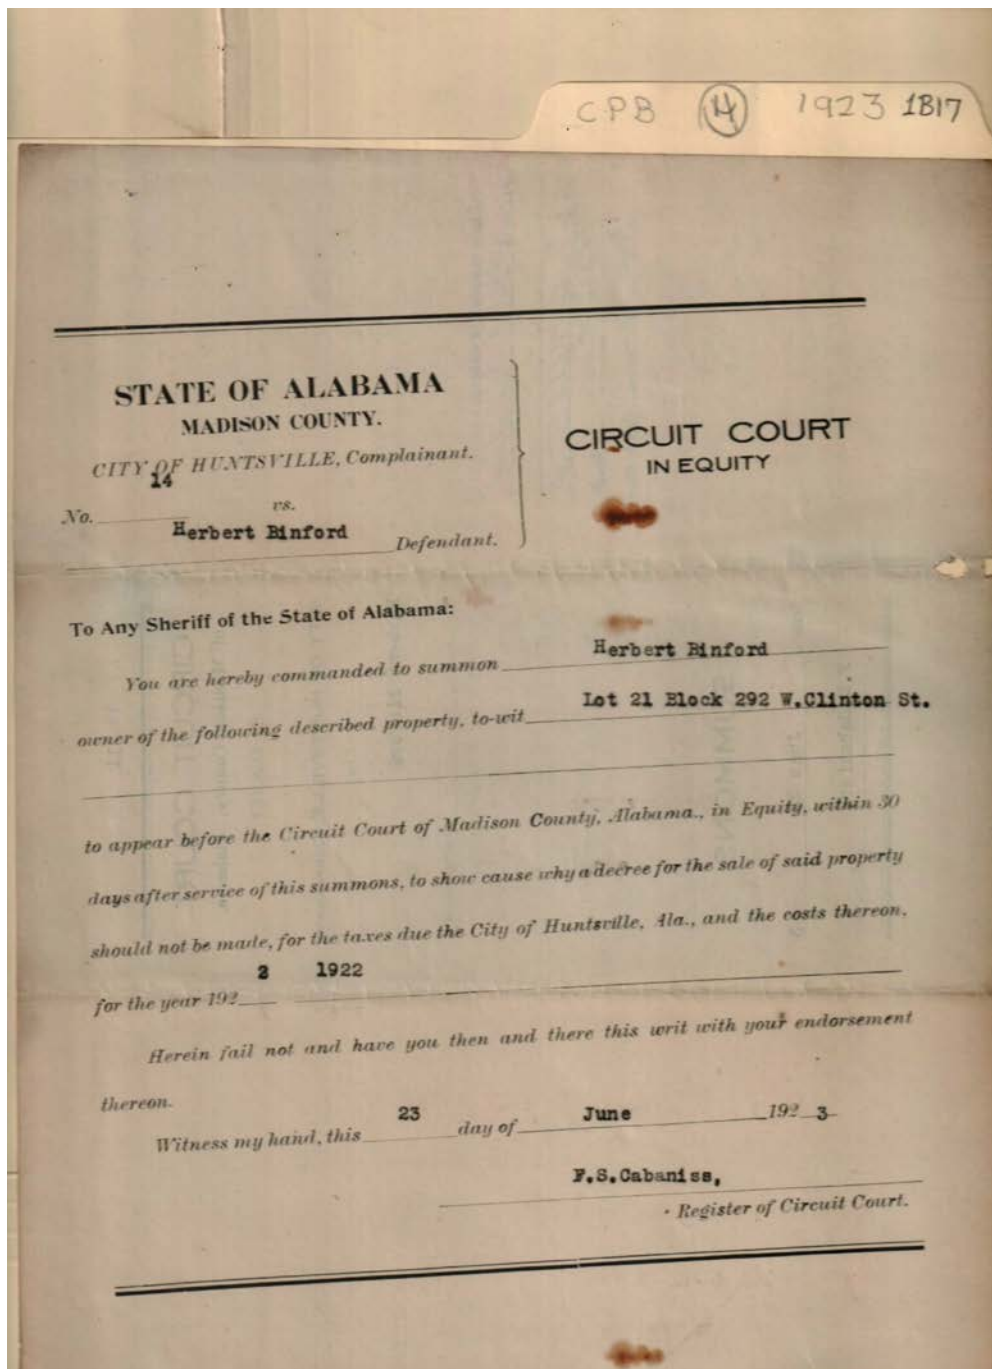 CPB 14 1923 1B17
STATE OF ALABAMA
MADISON COUNTY.
CITY OF HUNTSVILLE, Complainant.
14
No. vs.
Herbert Binford Defendant.
CIRCUIT COURT
IN EQUITY
To Any Sheriff of the State of Alabama:
You are hereby commanded to summon Herbert Binford
owner of the following described property, to-wit Lot 21 Block 292 W.Clinton St.
to appear before the Circuit Court of Madison County, Alabama., in Equity, within 30
days after service of this summons, to show cause why a decree for the sale of said property
should not be made, for the taxes due the City of Huntsville, Ala., and the costs thereon,
for the year 192 2 1922
Herein fail not and have you then and there this writ with your endorsement
thereon.
Witness my hand, this 23 day of June 192 3
F.S.Cabaniss,
Register of Circuit Court.